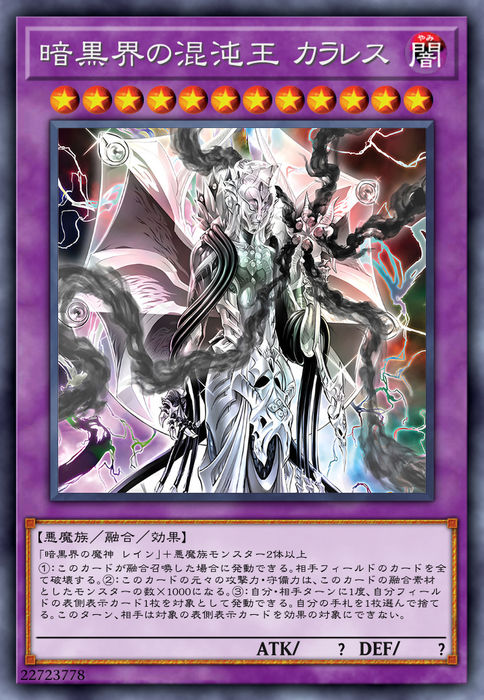 暗黒界の混沌王 カラレス
やみ
闇
【悪魔族／融合／効果】
「暗黒界の魔神 レイン」＋悪魔族モンスター2体以上
①：このカードが融合召喚した場合に発動できる。相手フィールドのカードを全
て破壊する。②：このカードの元々の攻撃力・守備力は、このカードの融合素材
としたモンスターの数×1000になる。③：自分・相手ターンに1度、自分フィール
ドの表側表示カード1枚を対象として発動できる。自分の手札を1枚選んで捨て
る。このターン、相手は対象の表側表示カードを効果の対象にできない。
ATK/ ? DEF/ ?
22723778